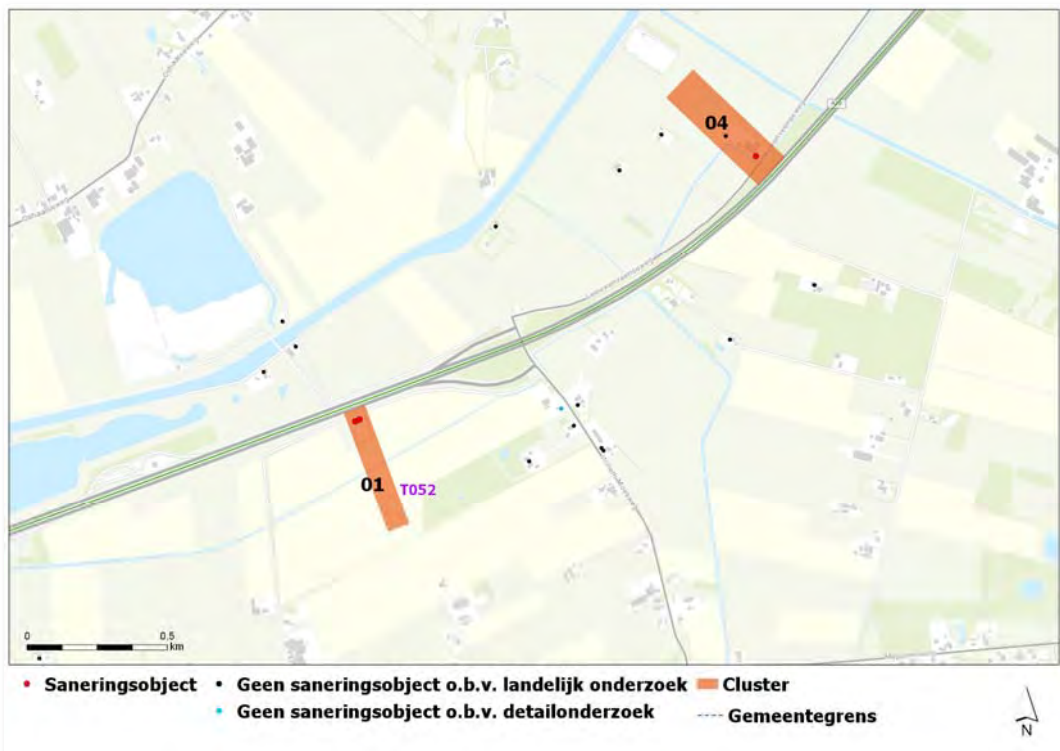 04
01
T052
0
0.5
km
Saneringsobject
Geen saneringsobject o.b.v. landelijk onderzoek
Cluster
Geen saneringsobject o.b.v. detailonderzoek
Gemeentegrens
N